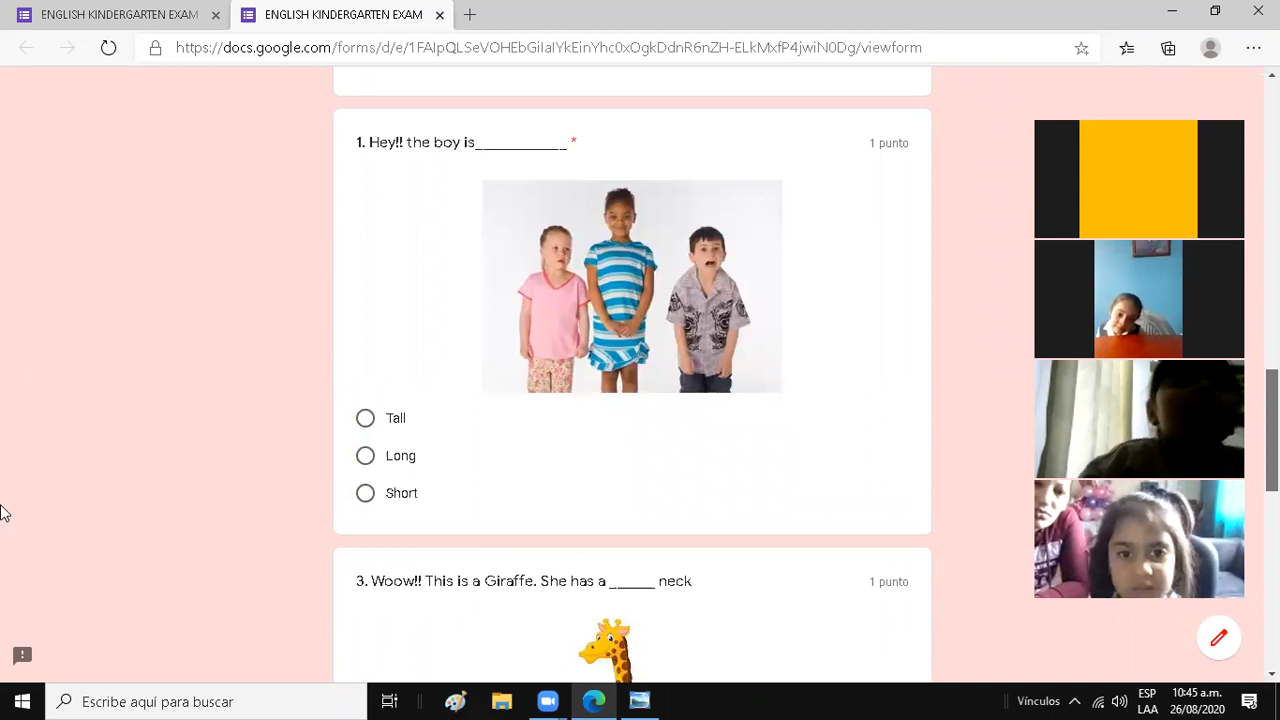 ENGLISH KINDERGARTEN EXAM
ENGLISH KINDERGARTEN EXAM
https://docs.google.com/forms/d/e/1FAIpQLSeVOHEbGiIaIYkEinYhc0xOgkDdnR6nZH-ELkMxfP4jwiN0Dg/viewform
1. Hey!! the boy is___________ *
1 punto
Tall
Long
Short
3. Woow!! This is a Giraffe. She has a _____ neck
1 punto
Escribe aquí para buscar
Vínculos
ESP
LAA
10:45 a.m.
26/08/2020